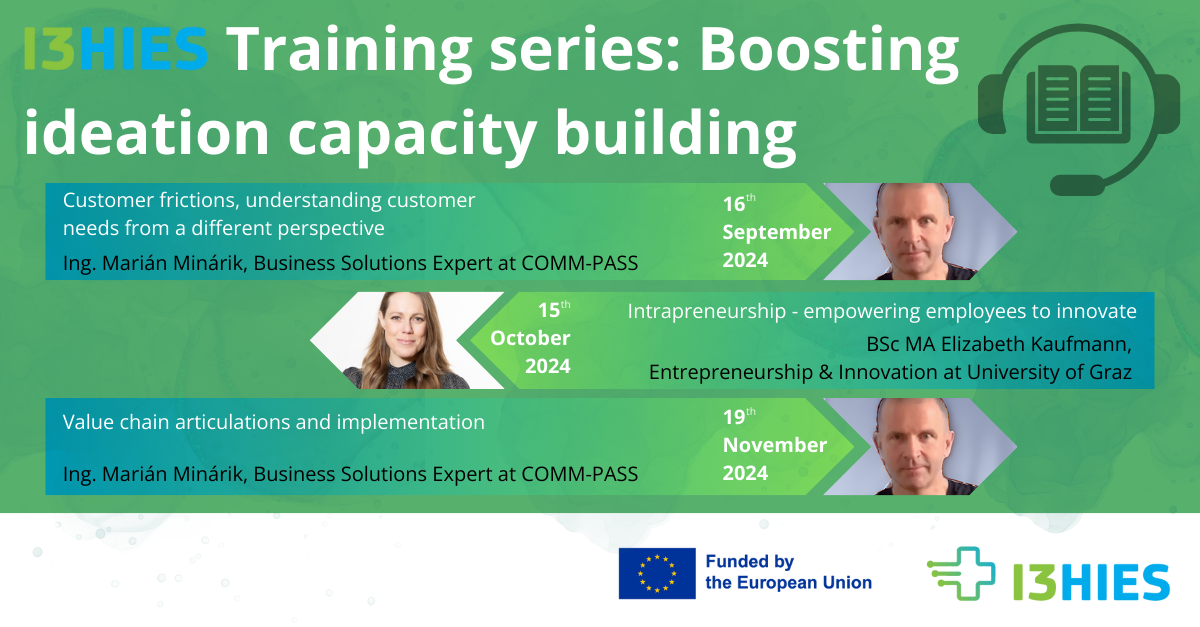 I3HIES Training series: Boosting
ideation capacity building
Customer frictions, understanding customer
needs from a different perspective
Ing. Marián Minárik, Business Solutions Expert at COMM-PASS
16th
September
2024
15th
October
2024
Intrapreneurship - empowering employees to innovate
BSc MA Elizabeth Kaufmann,
Entrepreneurship & Innovation at University of Graz
Value chain articulations and implementation
Ing. Marián Minárik, Business Solutions Expert at COMM-PASS
19th
November
2024
Funded by
the European Union
I3HIES